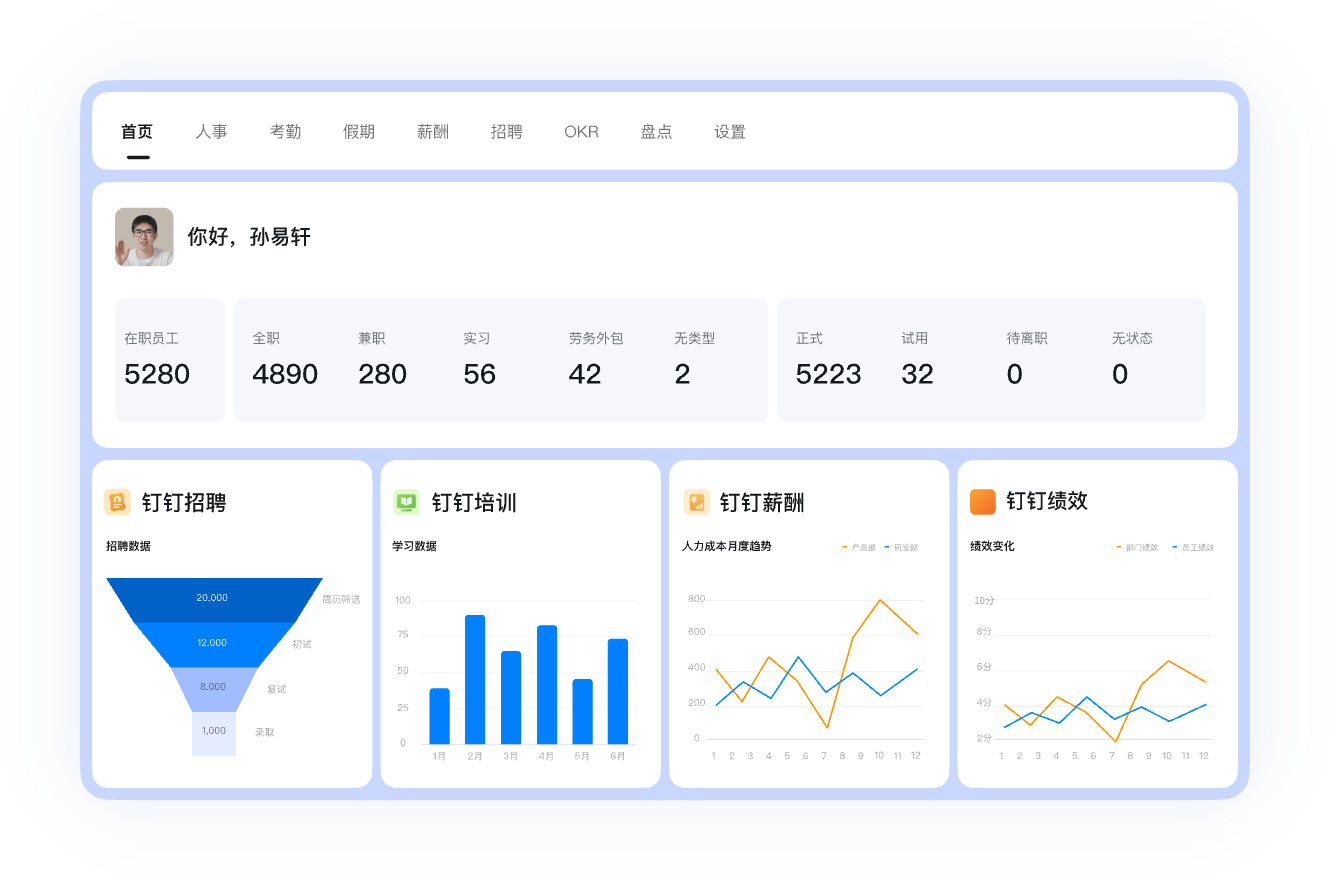 首页 人事 考勤 假期 薪酬 招聘 OKR 盘点 设置
你好，孙易轩
在职员工 全职 兼职 实习 劳务外包 无类型 正式 试用 待离职 无状态
5280 4890 280 56 42 2 5223 32 0 0
钉钉招聘
招聘数据
20,000 简历筛选
12.000 初试
8.000 复试
1,000 录取
钉钉培训
学习数据
100
75
50
25
0
1月 2月 3月 4月 5月 6月
钉钉薪酬
人力成本月度趋势 产品部 研发部
800
600
400
200
0
1 2 3 4 5 6 7 8 9 10 11 12
钉钉绩效
绩效变化 部门绩效 员工绩效
10分
8分
6分
4分
2分
1 2 3 4 5 6 7 8 9 10 11 12